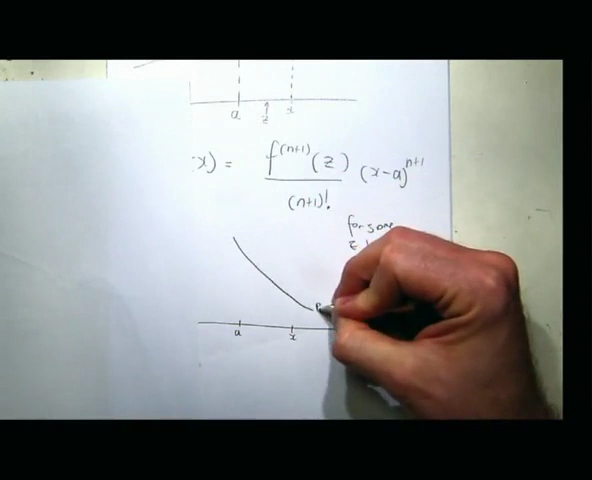 a z x
:x) = f^(n+1) (z) / (n+1)! (x-a)^n+1
for some
z
a x